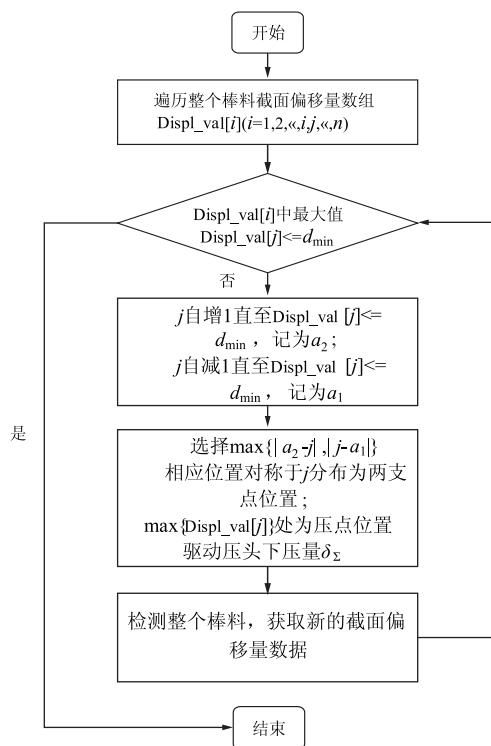 开始
遍历整个棒料截面偏移量数组
Displ_val[i](i=1,2,«,i,j,«,n)
Displ_val[i]中最大值
Displ_val[j]<=dmin
否
j自增1直至Displ_val [j]<=
dmin ，记为a2;
j自减1直至Displ_val [j]<=
dmin ，记为a1
是
选择max{| a2-j| ,| j-a1|}
相应位置对称于j分布为两支
点位置;
max{Displ_val[j]}处为压点位置
驱动压头下压量δΣ
检测整个棒料，获取新的截面偏
移量数据
结束